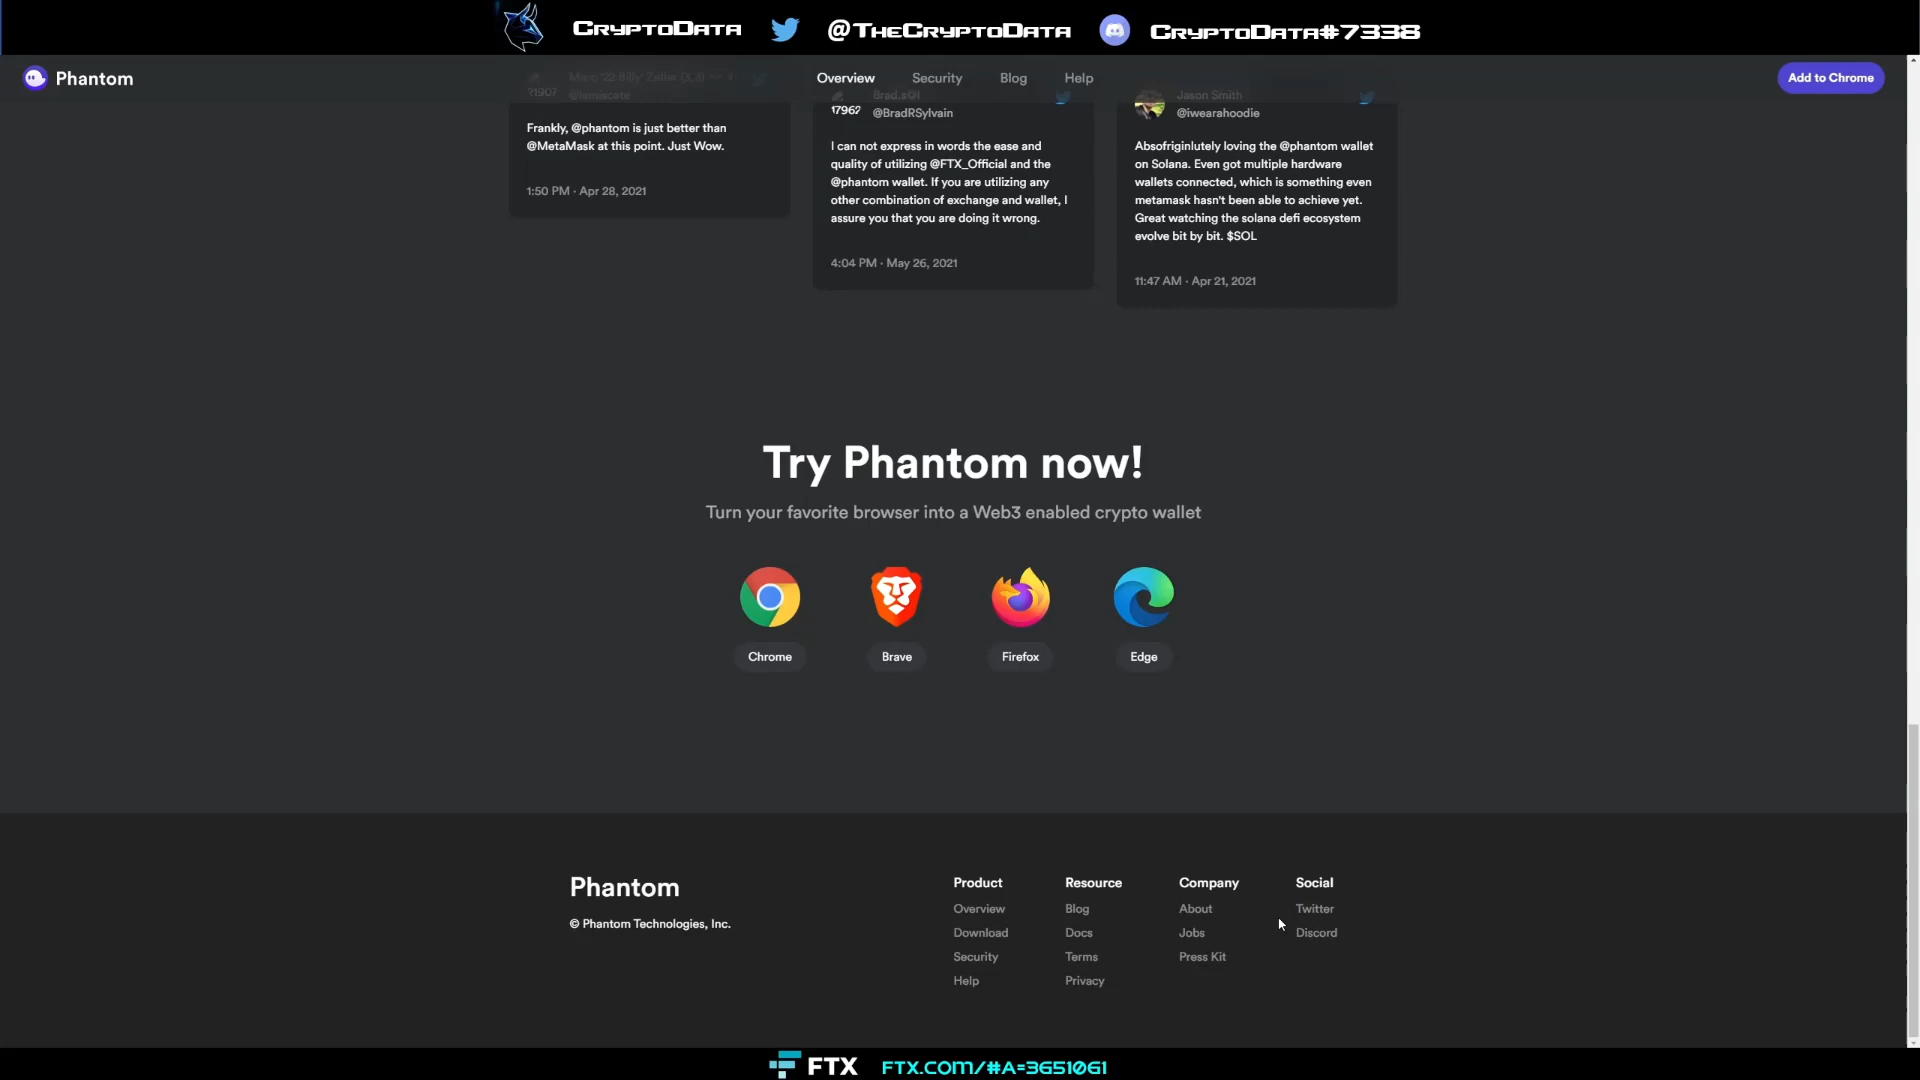 CryptoData @TheCryptoData CryptoData#7338
Phantom
Overview Security Blog Help
Add to Chrome
Frankly, @phantom is just better than
@MetaMask at this point. Just Wow.
1:50 PM · Apr 28, 2021
@BradRSylvain
I can not express in words the ease and
quality of utilizing @FTX_Official and the
@phantom wallet. If you are utilizing any
other combination of exchange and wallet, I
assure you that you are doing it wrong.
4:04 PM · May 26, 2021
Jason Smith
@iwearahoodie
Absofriginlutely loving the @phantom wallet
on Solana. Even got multiple hardware
wallets connected, which is something even
metamask hasn't been able to achieve yet.
Great watching the solana defi ecosystem
evolve bit by bit. $SOL
11:47 AM · Apr 21, 2021
Try Phantom now!
Turn your favorite browser into a Web3 enabled crypto wallet
Chrome Brave Firefox Edge
Phantom
© Phantom Technologies, Inc.
Product
Overview
Download
Security
Help
Resource
Blog
Docs
Terms
Privacy
Company
About
Jobs
Press Kit
Social
Twitter
Discord
FTX FTX.COM/#A=3651061